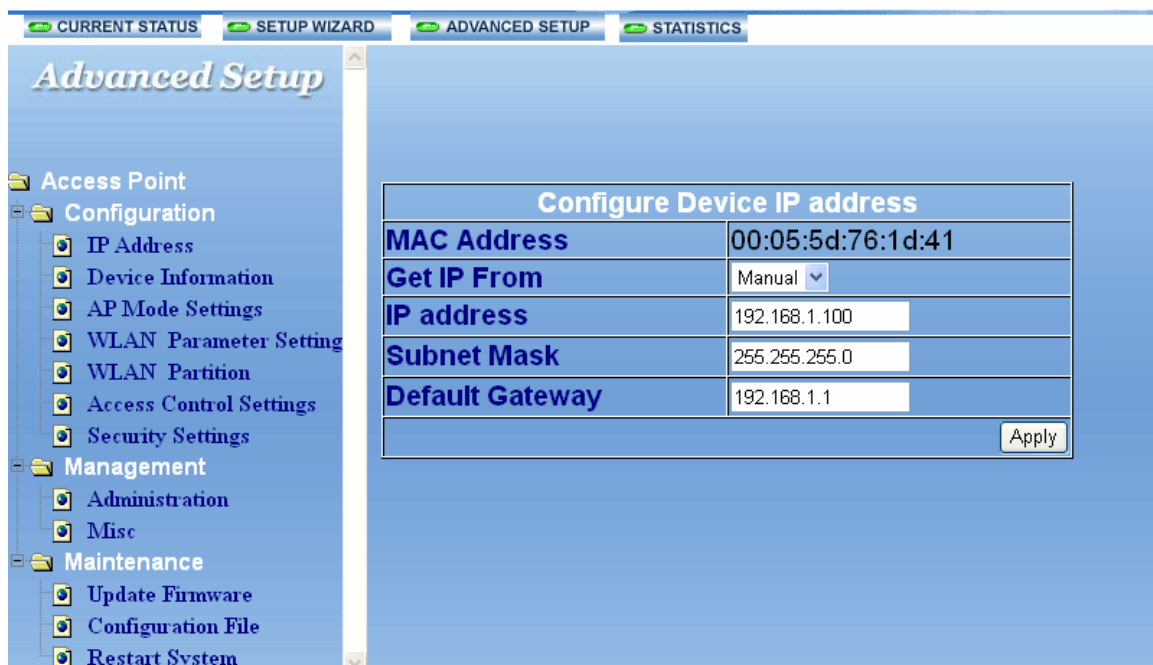 CURRENT STATUS SETUP WIZARD ADVANCED SETUP STATISTICS
Advanced Setup
Access Point
Configuration
IP Address
Device Information
AP Mode Settings
WLAN Parameter Setting
WLAN Partition
Access Control Settings
Security Settings
Management
Administration
Misc
Maintenance
Update Firmware
Configuration File
Restart System
Configure Device IP address
MAC Address 00:05:5d:76:1d:41
Get IP From Manual
IP address 192.168.1.100
Subnet Mask 255.255.255.0
Default Gateway 192.168.1.1
Apply